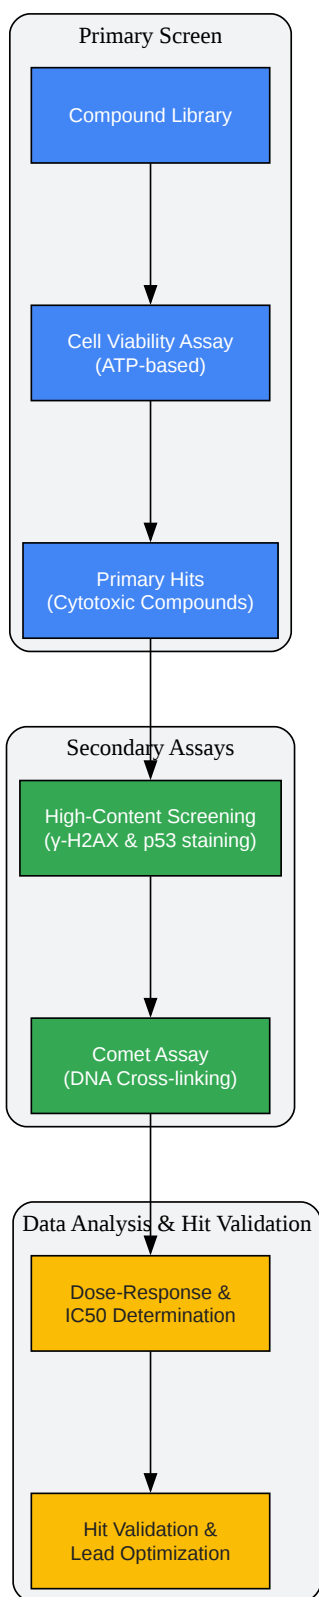 Primary Screen
Compound Library
Cell Viability Assay
(ATP-based)
Primary Hits
(Cytotoxic Compounds)
Secondary Assays
High-Content Screening
(γ-H2AX & p53 staining)
Comet Assay
(DNA Cross-linking)
Data Analysis & Hit Validation
Dose-Response &
IC50 Determination
Hit Validation &
Lead Optimization